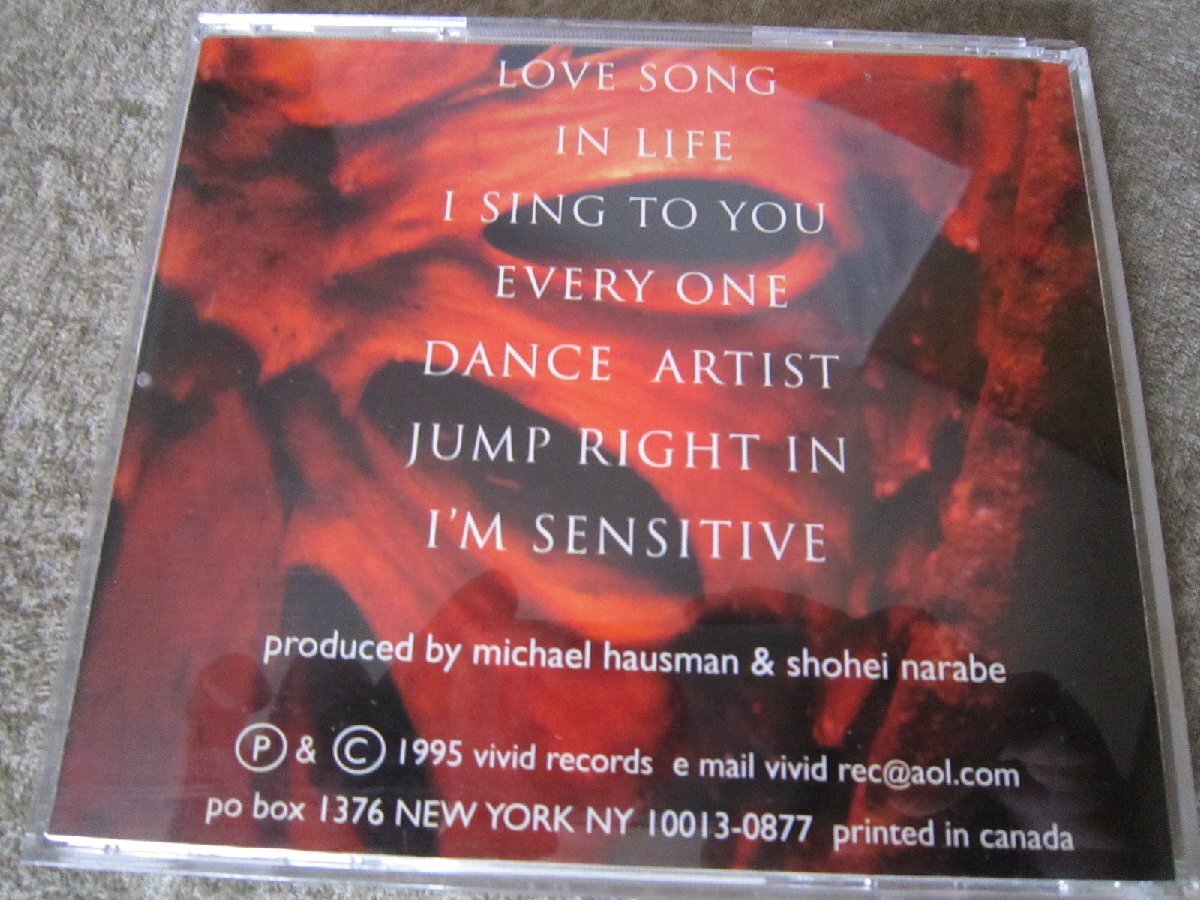 LOVE SONG
IN LIFE
I SING TO YOU
EVERY ONE
DANCE ARTIST
JUMP RIGHT IN
I'M SENSITIVE
produced by michael hausman & shohei narabe
Ⓟ & © 1995 vivid records e mail vivid rec@aol.com
po box 1376 NEW YORK NY 10013-0877 printed in canada